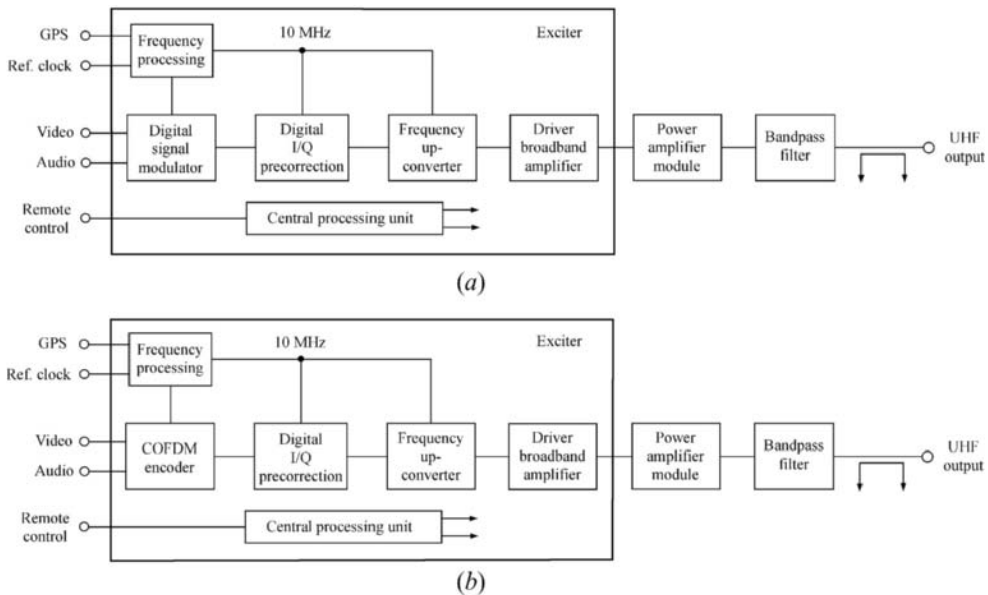 GPS
Ref. clock
Frequency
processing
10 MHz
Exciter
Video
Audio
Digital
signal
modulator
Digital
I/Q
precorrection
Frequency
up-
converter
Driver
broadband
amplifier
Power
amplifier
module
Bandpass
filter
UHF
output
Remote
control
Central processing unit
(a)
GPS
Ref. clock
Frequency
processing
10 MHz
Exciter
Video
Audio
COFDM
encoder
Digital
I/Q
precorrection
Frequency
up-
converter
Driver
broadband
amplifier
Power
amplifier
module
Bandpass
filter
UHF
output
Remote
control
Central processing unit
(b)